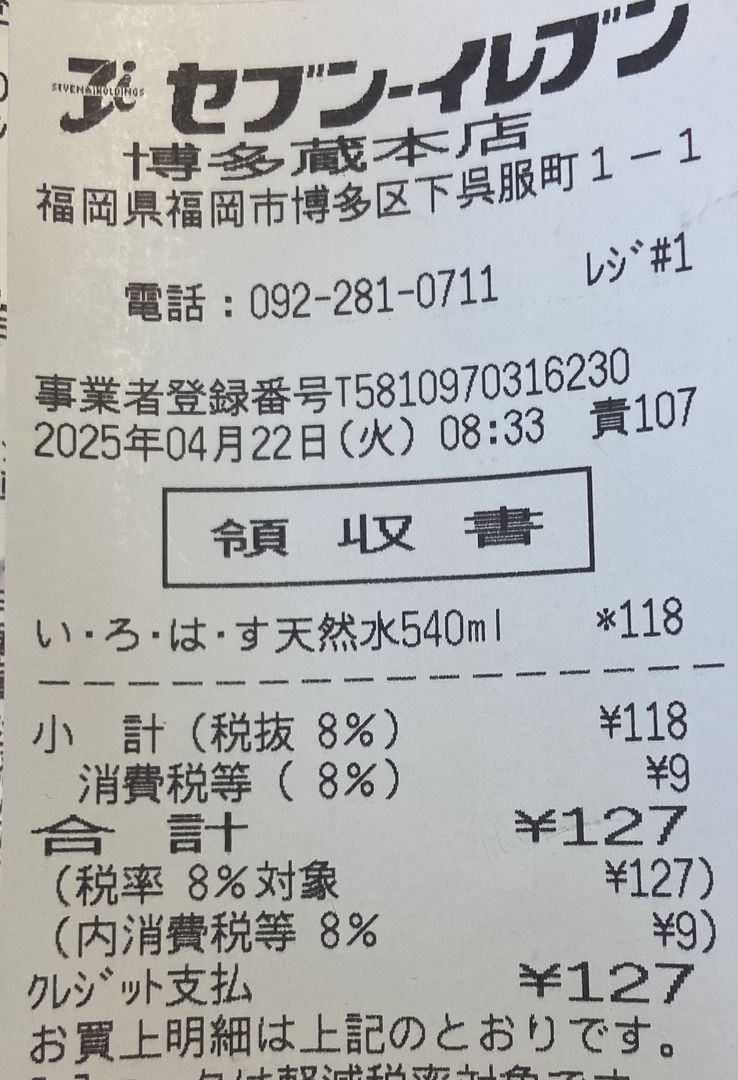 SEVEN&i HOLDINGS
セブン-イレブン
博多蔵本店
福岡県福岡市博多区下呉服町１－１
電話：092-281-0711 ﾚｼﾞ#1
事業者登録番号T5810970316230
2025年04月22日(火) 08:33 責107
領収書
い・ろ・は・す天然水540ml *118
小　計 (税抜 8%) ¥118
消費税等 ( 8%) ¥9
合　計 ¥127
(税率 8%対象 ¥127)
(内消費税等 8% ¥9)
ｸﾚｼﾞｯﾄ支払 ¥127
お買上明細は上記のとおりです。